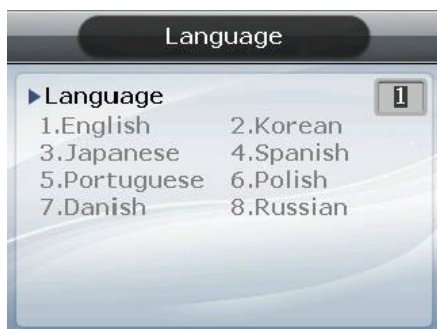 Language
▶Language 1
1.English 2.Korean
3.Japanese 4.Spanish
5.Portuguese 6.Polish
7.Danish 8.Russian